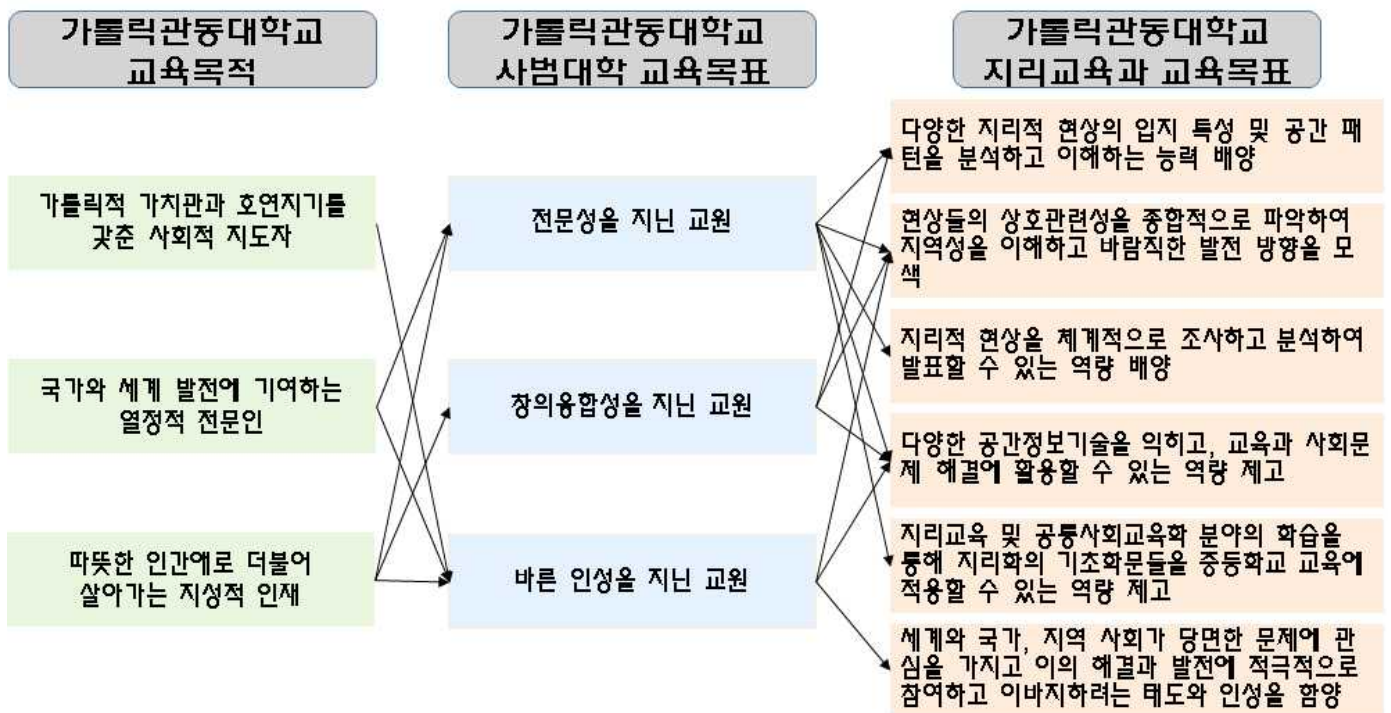 가톨릭관동대학교
교육목적
가톨릭관동대학교
사범대학 교육목표
가톨릭관동대학교
지리교육과 교육목표
가톨릭적 가치관과 호연지기를
갖춘 사회적 지도자
국가와 세계 발전에 기여하는
열정적 전문인
따뜻한 인간애로 더불어
살아가는 지성적 인재
전문성을 지닌 교원
창의융합성을 지닌 교원
바른 인성을 지닌 교원
다양한 지리적 현상의 입지 특성 및 공간 패
턴을 분석하고 이해하는 능력 배양
현상들의 상호관련성을 종합적으로 파악하여
지역성을 이해하고 바람직한 발전 방향을 모
색
지리적 현상을 체계적으로 조사하고 분석하여
발표할 수 있는 역량 배양
다양한 공간정보기술을 익히고, 교육과 사회문
제 해결에 활용할 수 있는 역량 제고
지리교육 및 공통사회교육화 분야의 학습을
통해 지리학의 기초학문들을 중등학교 교육에
적용할 수 있는 역량 제고
세계와 국가, 지역 사회가 당면한 문제에 관
심을 가지고 이의 해결과 발전에 적극적으로
참여하고 이바지하려는 태도와 인성을 함양